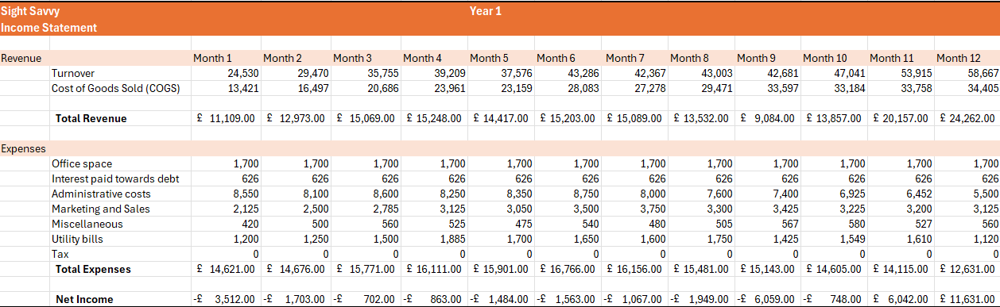 Sight Savvy Year 1
Income Statement
Revenue Month 1 Month 2 Month 3 Month 4 Month 5 Month 6 Month 7 Month 8 Month 9 Month 10 Month 11 Month 12
Turnover 24,530 29,470 35,755 39,209 37,576 43,286 42,367 43,003 42,681 47,041 53,915 58,667
Cost of Goods Sold (COGS) 13,421 16,497 20,686 23,961 23,159 28,083 27,278 29,471 33,597 33,184 33,758 34,405
Total Revenue £ 11,109.00 £ 12,973.00 £ 15,069.00 £ 15,248.00 £ 14,417.00 £ 15,203.00 £ 15,089.00 £ 13,532.00 £ 9,084.00 £ 13,857.00 £ 20,157.00 £ 24,262.00
Expenses
Office space 1,700 1,700 1,700 1,700 1,700 1,700 1,700 1,700 1,700 1,700 1,700 1,700
Interest paid towards debt 626 626 626 626 626 626 626 626 626 626 626 626
Administrative costs 8,550 8,100 8,600 8,250 8,350 8,750 8,000 7,600 7,400 6,925 6,452 5,500
Marketing and Sales 2,125 2,500 2,785 3,125 3,050 3,500 3,750 3,300 3,425 3,225 3,200 3,125
Miscellaneous 420 500 560 525 475 540 480 505 567 580 527 560
Utility bills 1,200 1,250 1,500 1,885 1,700 1,650 1,600 1,750 1,425 1,549 1,610 1,120
Tax 0 0 0 0 0 0 0 0 0 0 0 0
Total Expenses £ 14,621.00 £ 14,676.00 £ 15,771.00 £ 16,111.00 £ 15,901.00 £ 16,766.00 £ 16,156.00 £ 15,481.00 £ 15,143.00 £ 14,605.00 £ 14,115.00 £ 12,631.00
Net Income -£ 3,512.00 -£ 1,703.00 -£ 702.00 -£ 863.00 -£ 1,484.00 -£ 1,563.00 -£ 1,067.00 -£ 1,949.00 -£ 6,059.00 -£ 748.00 £ 6,042.00 £ 11,631.00